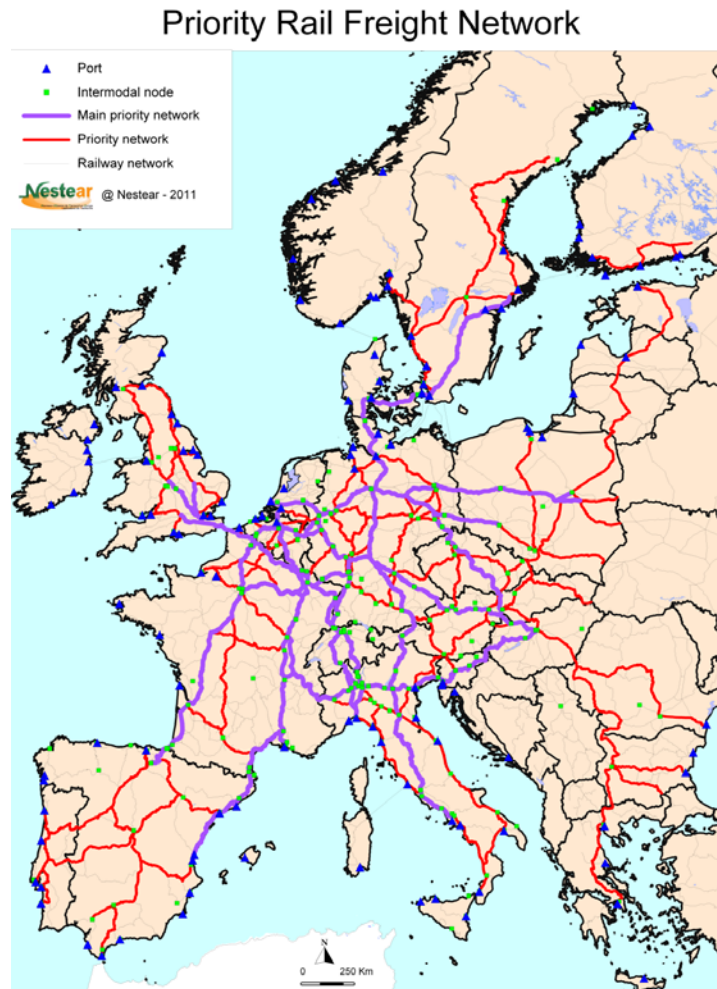 Priority Rail Freight Network
Port
Intermodal node
Main priority network
Priority network
Railway network
Nestear @ Nestear - 2011
N
0 250 Km